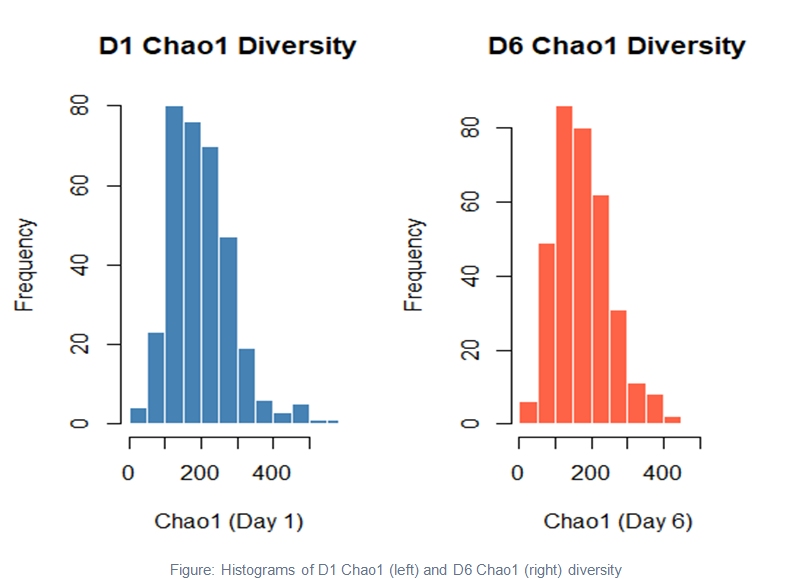 D1 Chao1 Diversity
Frequency
0
20
40
60
80
0 200 400
Chao1 (Day 1)
D6 Chao1 Diversity
Frequency
0
20
40
60
80
0 200 400
Chao1 (Day 6)
Figure: Histograms of D1 Chao1 (left) and D6 Chao1 (right) diversity